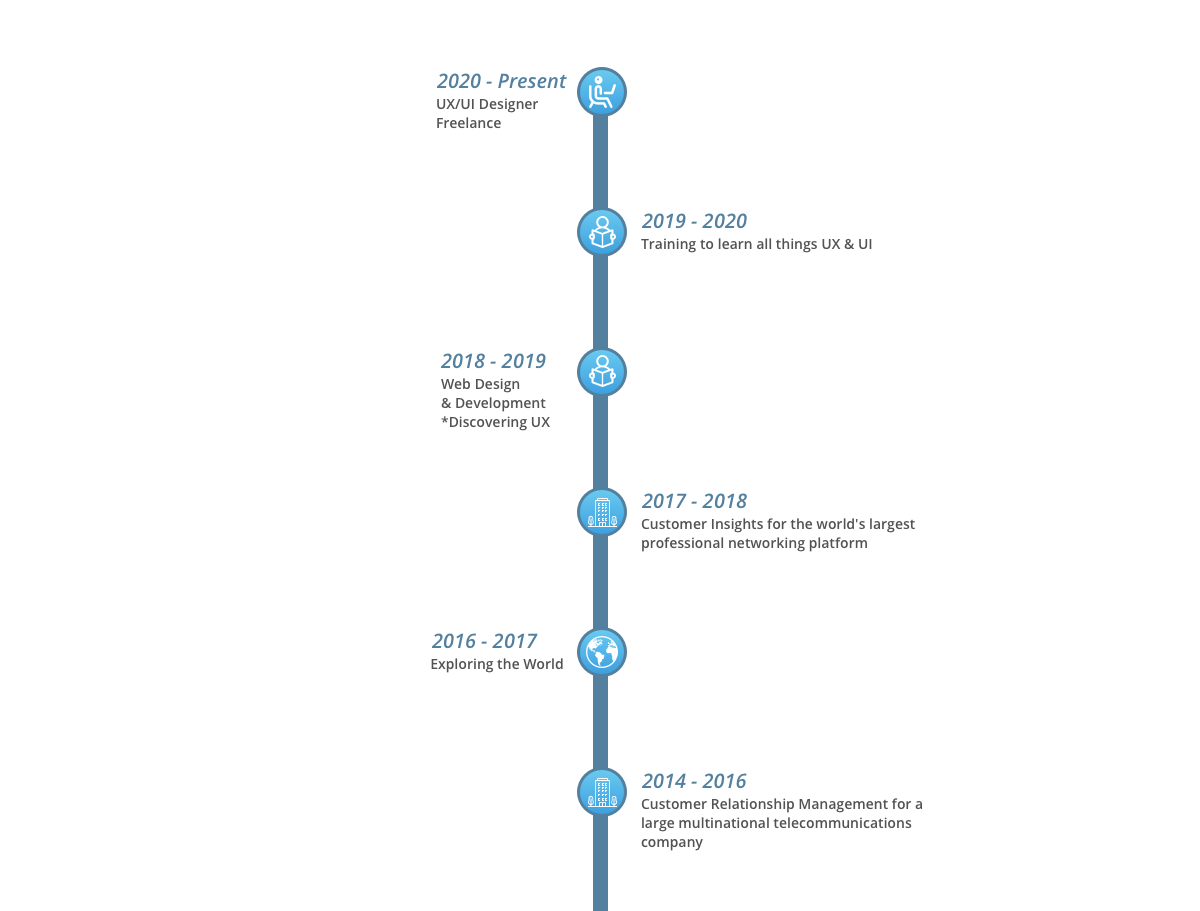 2020 - Present
UX/UI Designer
Freelance
2019 - 2020
Training to learn all things UX & UI
2018 - 2019
Web Design
& Development
*Discovering UX
2017 - 2018
Customer Insights for the world's largest
professional networking platform
2016 - 2017
Exploring the World
2014 - 2016
Customer Relationship Management for a
large multinational telecommunications
company